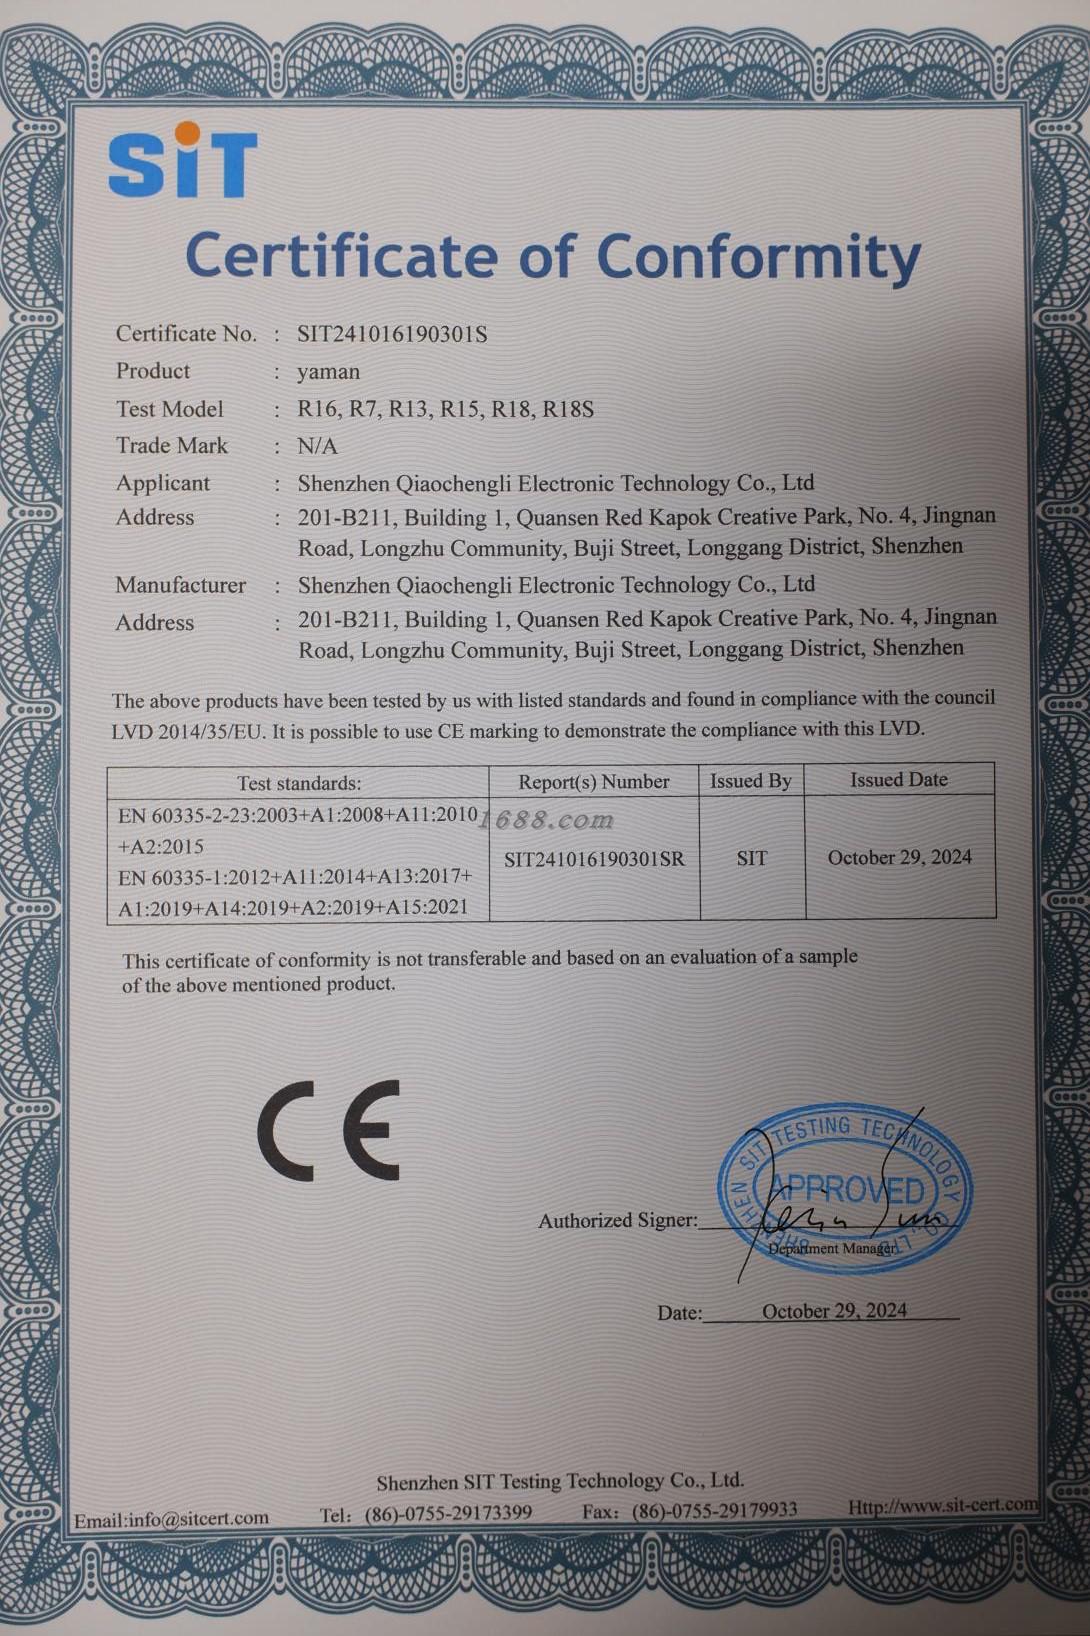 SiT
Certificate of Conformity
Certificate No. : SIT241016190301S
Product : yaman
Test Model : R16, R7, R13, R15, R18, R18S
Trade Mark : N/A
Applicant : Shenzhen Qiaochengli Electronic Technology Co., Ltd
Address : 201-B211, Building 1, Quansen Red Kapok Creative Park, No. 4, Jingnan
Road, Longzhu Community, Buji Street, Longgang District, Shenzhen
Manufacturer : Shenzhen Qiaochengli Electronic Technology Co., Ltd
Address : 201-B211, Building 1, Quansen Red Kapok Creative Park, No. 4, Jingnan
Road, Longzhu Community, Buji Street, Longgang District, Shenzhen
The above products have been tested by us with listed standards and found in compliance with the council
LVD 2014/35/EU. It is possible to use CE marking to demonstrate the compliance with this LVD.
Test standards: Report(s) Number Issued By Issued Date
EN 60335-2-23:2003+A1:2008+A11:2010
+A2:2015
EN 60335-1:2012+A11:2014+A13:2017+
A1:2019+A14:2019+A2:2019+A15:2021
1688.com
SIT241016190301SR SIT October 29, 2024
This certificate of conformity is not transferable and based on an evaluation of a sample
of the above mentioned product.
CE
SHENZHEN SIT TESTING TECHNOLOGY CO., LTD
APPROVED
Authorized Signer:
Department Manager
Date: October 29, 2024
Shenzhen SIT Testing Technology Co., Ltd.
Email:info@sitcert.com Tel: (86)-0755-29173399 Fax: (86)-0755-29179933 Http://www.sit-cert.com